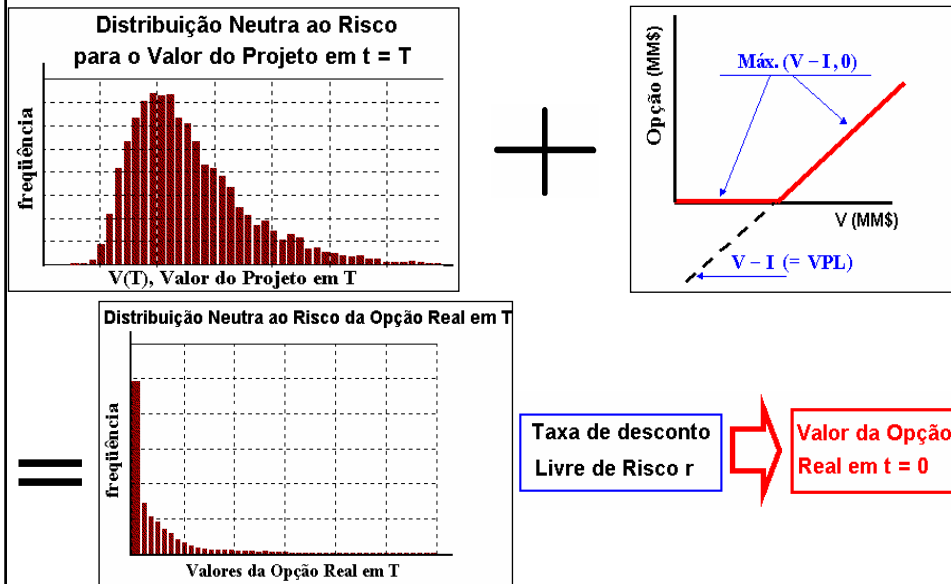 Distribuição Neutra ao Risco
para o Valor do Projeto em t = T
freqüência
V(T), Valor do Projeto em T
Opção (MM$)
Máx. (V – I, 0)
V (MM$)
V – I (= VPL)
Distribuição Neutra ao Risco da Opção Real em T
freqüência
Valores da Opção Real em T
Taxa de desconto
Livre de Risco r
Valor da Opção
Real em t = 0